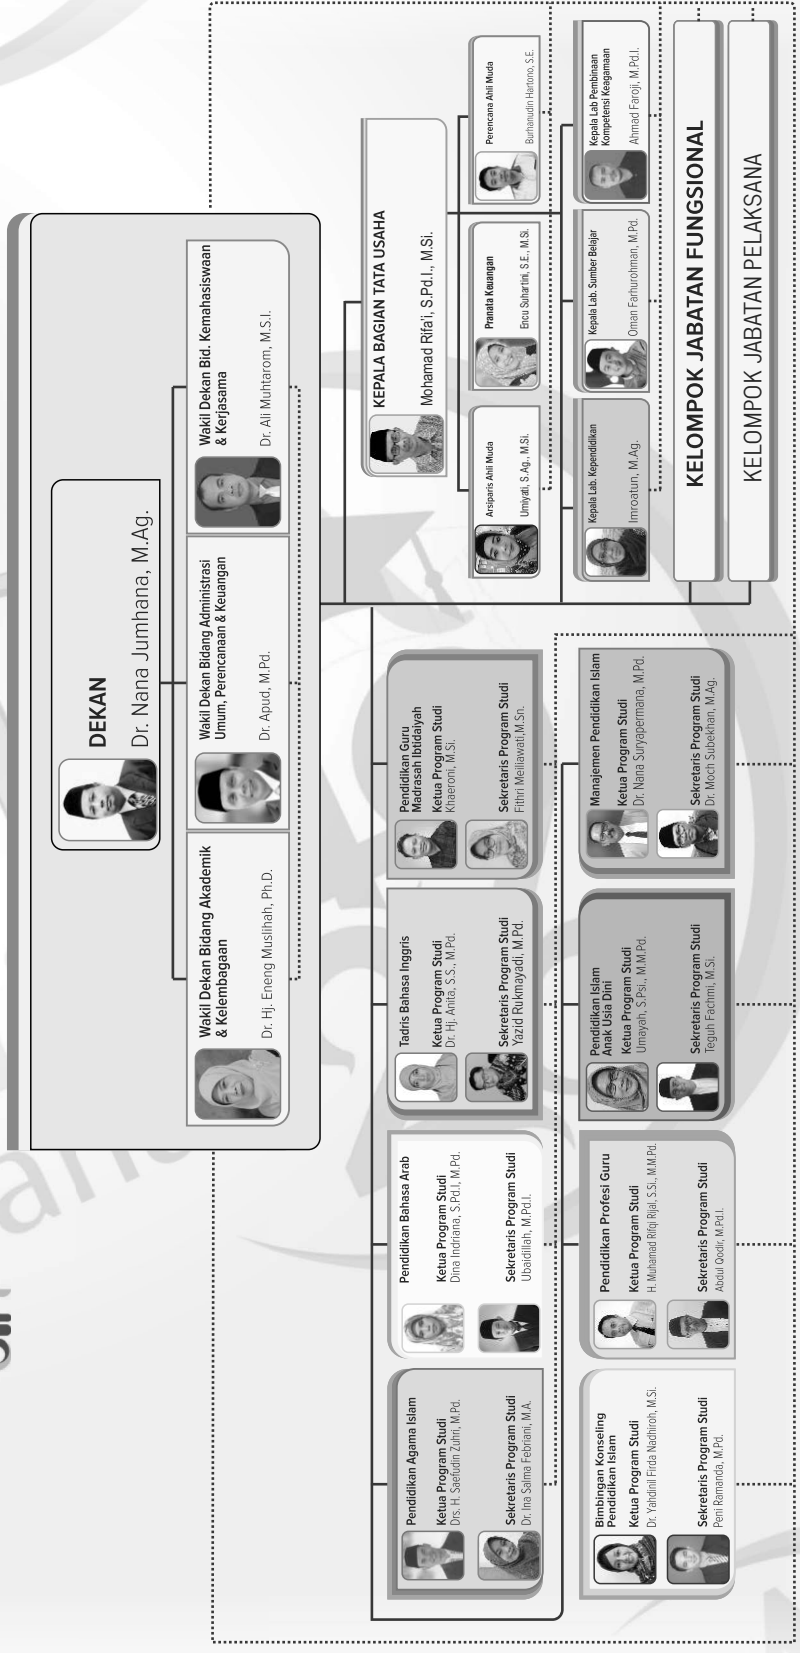 DEKAN
Dr. Nana Jumhana, M.Ag.
Wakil Dekan Bidang Akademik
& Kelembagaan
Dr. Hj. Eneng Muslihah, Ph.D.
Wakil Dekan Bidang Administrasi
Umum, Perencanaan & Keuangan
Dr. Apud, M.Pd.
Wakil Dekan Bid. Kemahasiswaan
& Kerjasama
Dr. Ali Muhtarom, M.S.I.
KEPALA BAGIAN TATA USAHA
Mohamad Rifa'i, S.Pd.I., M.Si.
Arsiparis Ahli Muda
Umiyati, S.Ag., M.Si.
Pranata Keuangan
Encu Suhartini, S.E., M.Si.
Perencana Ahli Muda
Burhanudin Hartono, S.E.
Kepala Lab. Kependidikan
Imroatun, M.Ag.
Kepala Lab. Sumber Belajar
Oman Farhurohman, M.Pd.
Kepala Lab Pembinaan
Kompetensi Keagamaan
Ahmad Faroji, M.Pd.I.
KELOMPOK JABATAN FUNGSIONAL
KELOMPOK JABATAN PELAKSANA
Pendidikan Agama Islam
Ketua Program Studi
Drs. H. Saefudin Zuhri, M.Pd.
Sekretaris Program Studi
Dr. Ina Salma Febriani, M.A.
Pendidikan Bahasa Arab
Ketua Program Studi
Dina Indriana, S.Pd.I, M.Pd.
Sekretaris Program Studi
Ubaidillah, M.Pd.I.
Tadris Bahasa Inggris
Ketua Program Studi
Dr. Hj. Anita, S.S., M.Pd.
Sekretaris Program Studi
Yazid Rukmayadi, M.Pd.
Pendidikan Guru
Madrasah Ibtidaiyah
Ketua Program Studi
Khaeroni, M.Si.
Sekretaris Program Studi
Fithri Meiliawati,M.Sn.
Bimbingan Konseling
Pendidikan Islam
Ketua Program Studi
Dr. Yahdinil Firda Nadhiroh, M.Si.
Sekretaris Program Studi
Peni Ramanda, M.Pd.
Pendidikan Profesi Guru
Ketua Program Studi
H. Muhamad Rifqi Rijal, S.Si., M.M.Pd.
Sekretaris Program Studi
Abdul Qodir, M.Pd.I.
Pendidikan Islam
Anak Usia Dini
Ketua Program Studi
Umayah, S.Psi., M.M.Pd.
Sekretaris Program Studi
Teguh Fachmi, M.Si.
Manajemen Pendidikan Islam
Ketua Program Studi
Dr. Nana Suryapermana, M.Pd.
Sekretaris Program Studi
Dr. Moch Subekhan, M.Ag.